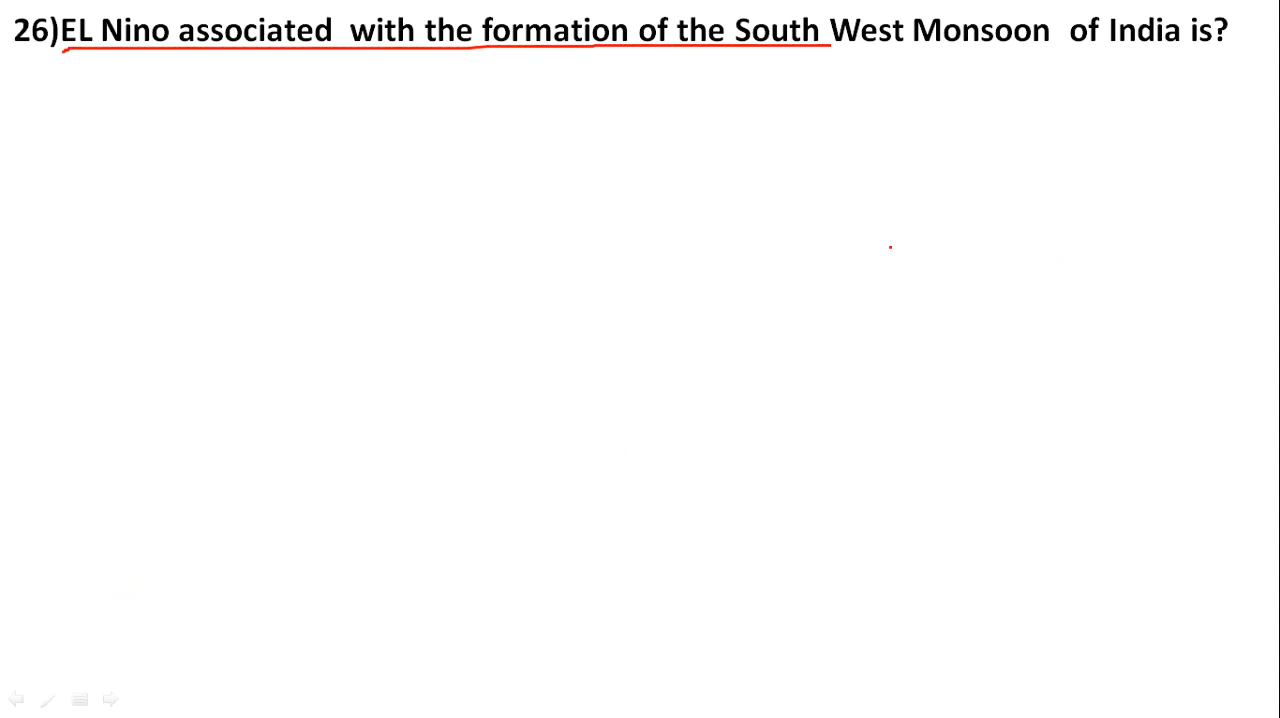 26)EL Nino associated  with the formation of the South West Monsoon  of India is?